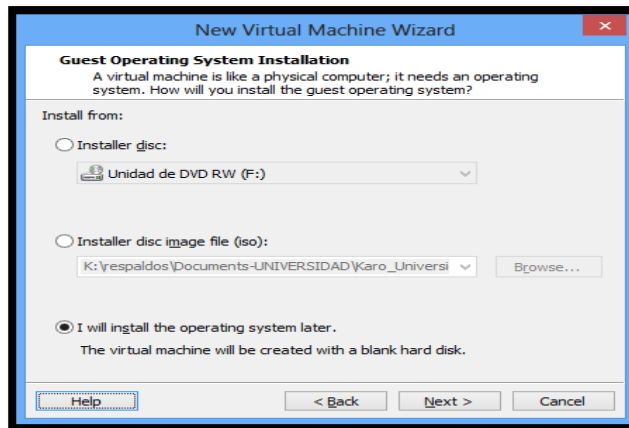 New Virtual Machine Wizard
Guest Operating System Installation
A virtual machine is like a physical computer; it needs an operating
system. How will you install the guest operating system?
Install from:
Installer disc:
Unidad de DVD RW (F:)
Installer disc image file (iso):
K:\respaldos\Documents-UNIVERSIDAD\Karo_Universi
Browse...
I will install the operating system later.
The virtual machine will be created with a blank hard disk.
Help
< Back
Next >
Cancel